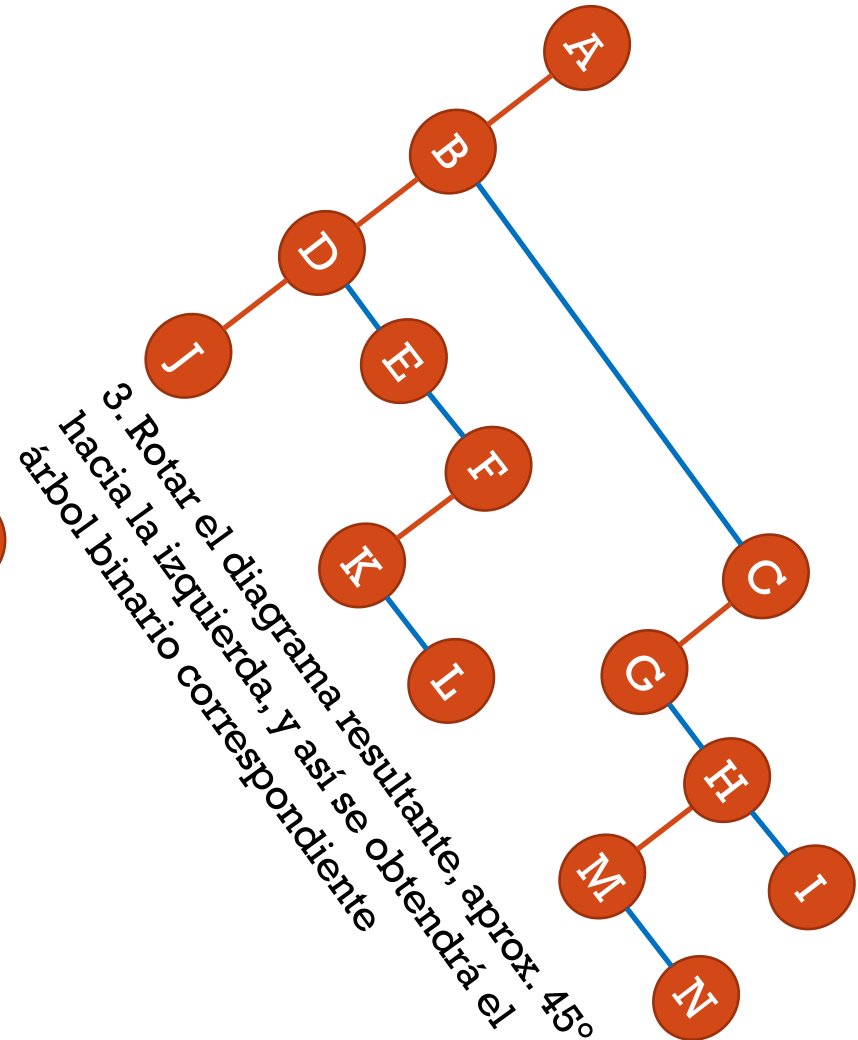 A
B
D
J
E
F
K
L
C
G
H
M
I
N
3. Rotar el diagrama resultante, aprox. 45°
hacia la izquierda, y así se obtendrá el
árbol binario correspondiente